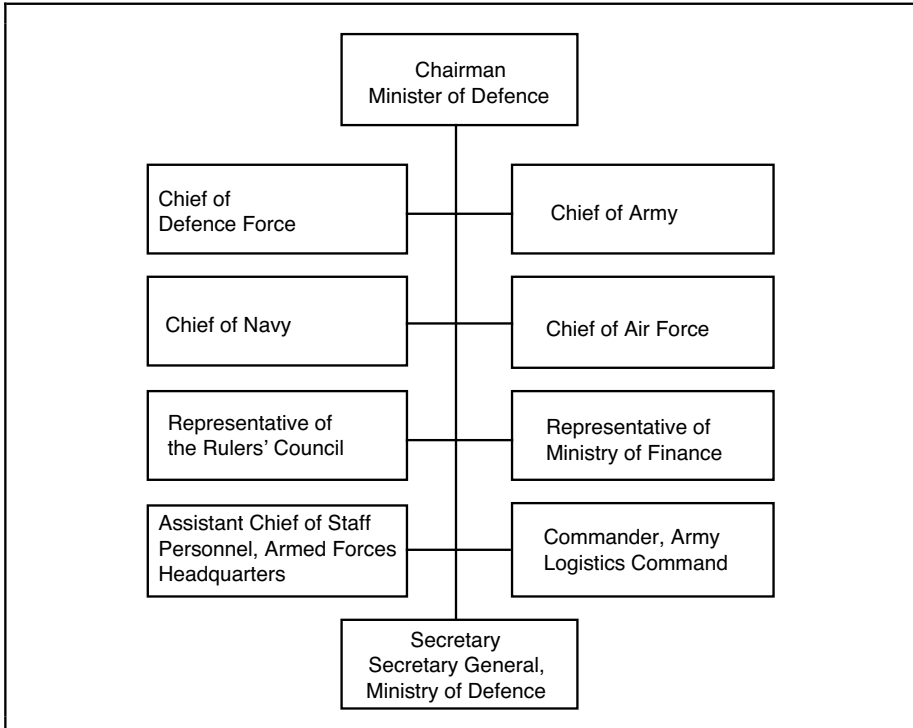 Chairman
Minister of Defence
Chief of
Defence Force
Chief of Army
Chief of Navy
Chief of Air Force
Representative of
the Rulers’ Council
Representative of
Ministry of Finance
Assistant Chief of Staff
Personnel, Armed Forces
Headquarters
Commander, Army
Logistics Command
Secretary
Secretary General,
Ministry of Defence